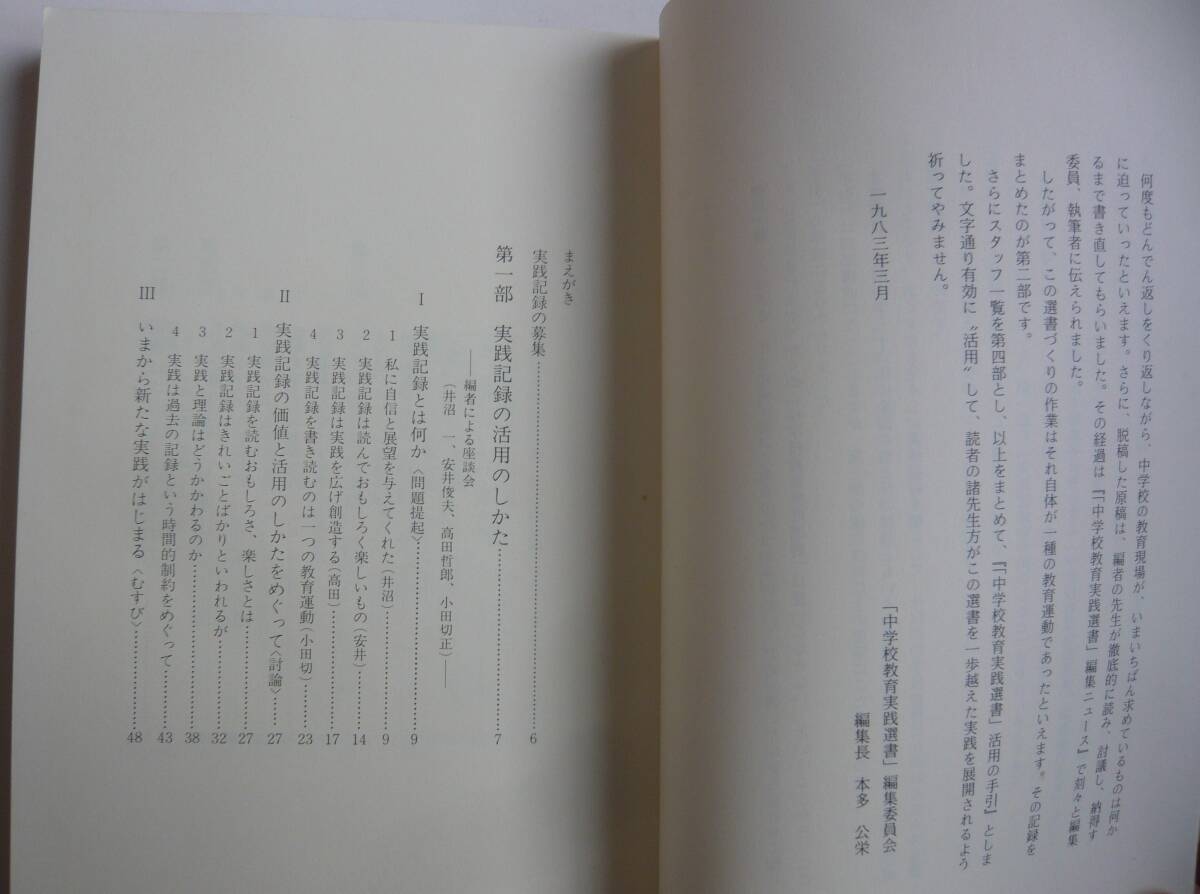 何度もどんでん返しをくり返しながら、中学校の教育現場が、いまいちばん求めているものは何か
に迫っていったといえます。さらに、脱稿した原稿は、編者の先生が徹底的に読み、討議し、納得す
るまで書き直してもらいました。その経過は『「中学校教育実践選書」編集ニュース』で刻々と編集
委員、執筆者に伝えられました。
したがって、この選書づくりの作業はそれ自体が一種の教育運動であったといえます。その記録を
まとめたのが第二部です。
さらにスタッフ一覧を第四部とし、以上をまとめて、『「中学校教育実践選書」活用の手引』としま
した。文字通り有効に〝活用〟して、読者の諸先生方がこの選書を一歩越えた実践を展開されるよう
祈ってやみません。
一九八三年三月
「中学校教育実践選書」編集委員会
編集長 本多 公栄
まえがき
実践記録の募集……………6
第一部 実践記録の活用のしかた……………7
――編者による座談会
(井沼 一、安井俊夫、高田哲郎、小田切正)――
Ⅰ 実践記録とは何か〈問題提起〉……………9
1 私に自信と展望を与えてくれた(井沼)……………9
2 実践記録は読んでおもしろく楽しいもの(安井)……………14
3 実践記録は実践を広げ創造する(高田)……………17
4 実践記録を書き読むのは一つの教育運動(小田切)……………23
Ⅱ 実践記録の価値と活用のしかたをめぐって〈討論〉……………27
1 実践記録を読むおもしろさ、楽しさとは……………27
2 実践記録はきれいごとばかりといわれるが……………32
3 実践と理論はどうかかわるのか……………38
4 実践は過去の記録という時間的制約をめぐって……………43
Ⅲ いまから新たな実践がはじまる〈むすび〉……………48